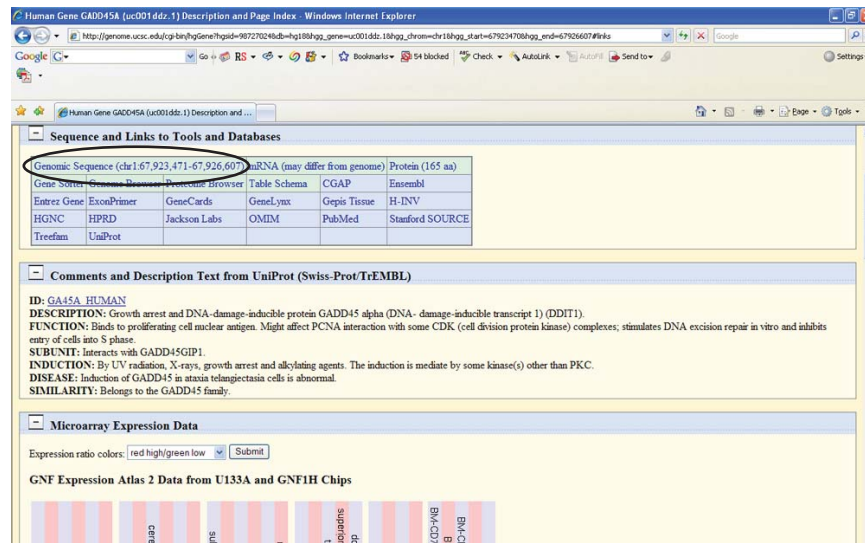 Human Gene GADD45A (uc001ddz.1) Description and Page Index - Windows Internet Explorer
http://genome.ucsc.edu/cgi-bin/hgGene?hgsid=98727024&db=hg18&hgg_gene=uc001ddz.1&hgg_chrom=chr1&hgg_start=67923470&hgg_end=67926607#links Google
Google G Go RS Bookmarks 54 blocked Check AutoLink AutoFill Send to Settings
Human Gene GADD45A (uc001ddz.1) Description and ... Page Tools
Sequence and Links to Tools and Databases
Genomic Sequence (chr1:67,923,471-67,926,607) mRNA (may differ from genome) Protein (165 aa)
Gene Sorter Genome Browser Proteome Browser Table Schema CGAP Ensembl
Entrez Gene ExonPrimer GeneCards GeneLynx Gepis Tissue H-INV
HGNC HPRD Jackson Labs OMIM PubMed Stanford SOURCE
Treefam UniProt
Comments and Description Text from UniProt (Swiss-Prot/TrEMBL)
ID: GA45A_HUMAN
DESCRIPTION: Growth arrest and DNA-damage-inducible protein GADD45 alpha (DNA- damage-inducible transcript 1) (DDIT1).
FUNCTION: Binds to proliferating cell nuclear antigen. Might affect PCNA interaction with some CDK (cell division protein kinase) complexes; stimulates DNA excision repair in vitro and inhibits
entry of cells into S phase.
SUBUNIT: Interacts with GADD45GIP1.
INDUCTION: By UV radiation, X-rays, growth arrest and alkylating agents. The induction is mediate by some kinase(s) other than PKC.
DISEASE: Induction of GADD45 in ataxia telangiectasia cells is abnormal.
SIMILARITY: Belongs to the GADD45 family.
Microarray Expression Data
Expression ratio colors: red high/green low Submit
GNF Expression Atlas 2 Data from U133A and GNF1H Chips
cere
superior
BM-CD7